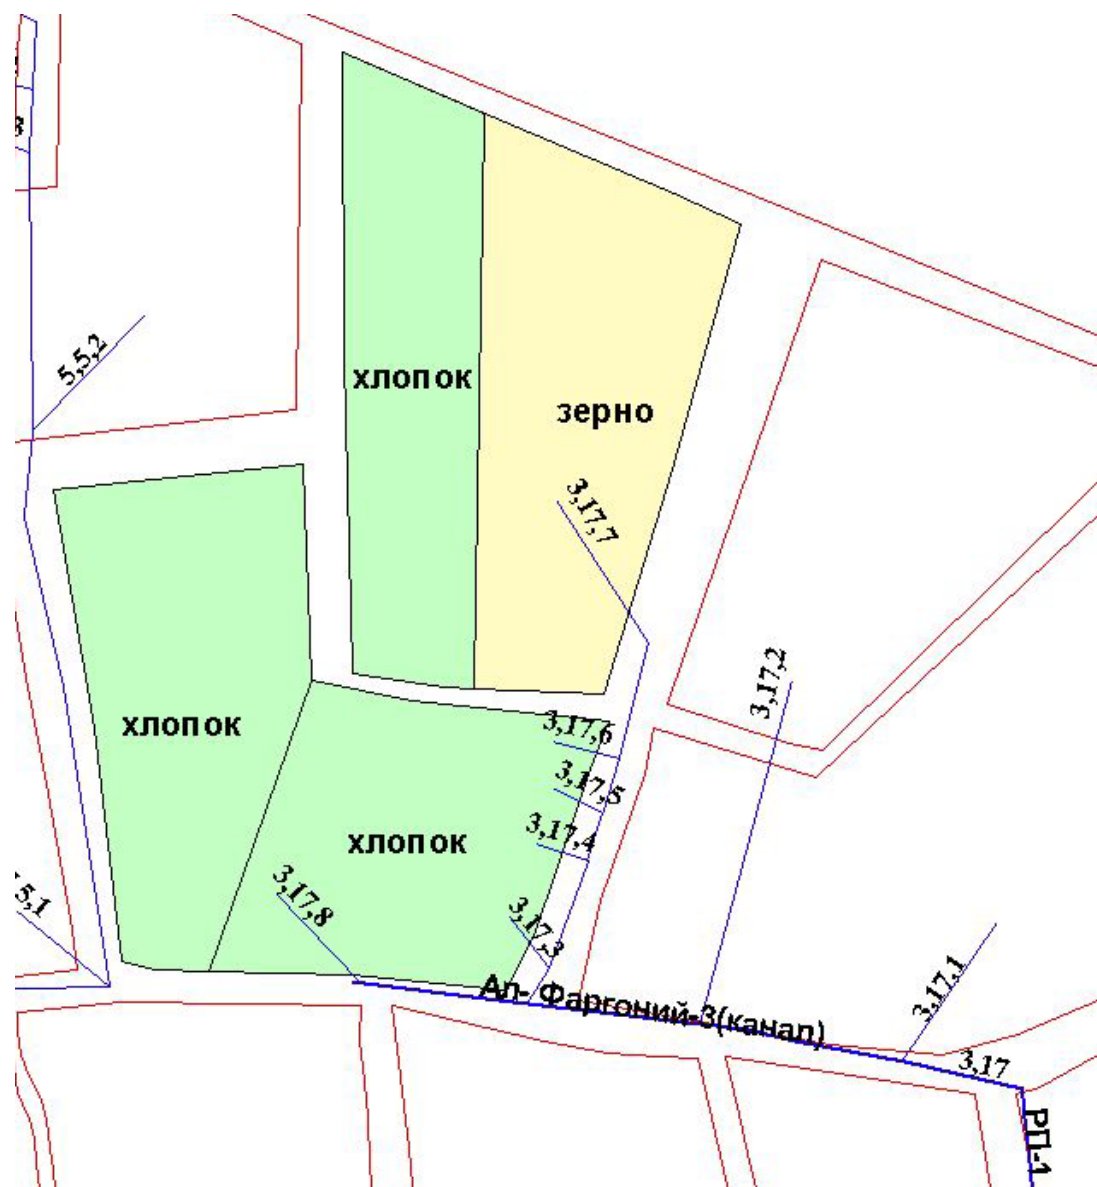 5,5,2
хлопок
зерно
3,17,7
3,17,2
3,17,6
хлопок
3,17,5
3,17,4
хлопок
3,17,8
5,1
3,17,3
3,17,1
Ал- Фаргоний-3(канал)
3,17
РП-1